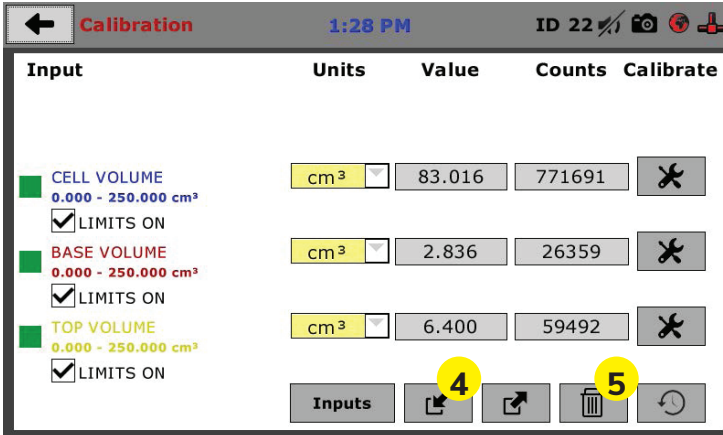 Calibration 1:28 PM ID 22
Input Units Value Counts Calibrate
CELL VOLUME cm³ 83.016 771691
0.000 - 250.000 cm³
LIMITS ON
BASE VOLUME cm³ 2.836 26359
0.000 - 250.000 cm³
LIMITS ON
TOP VOLUME cm³ 6.400 59492
0.000 - 250.000 cm³
LIMITS ON
Inputs 4 5